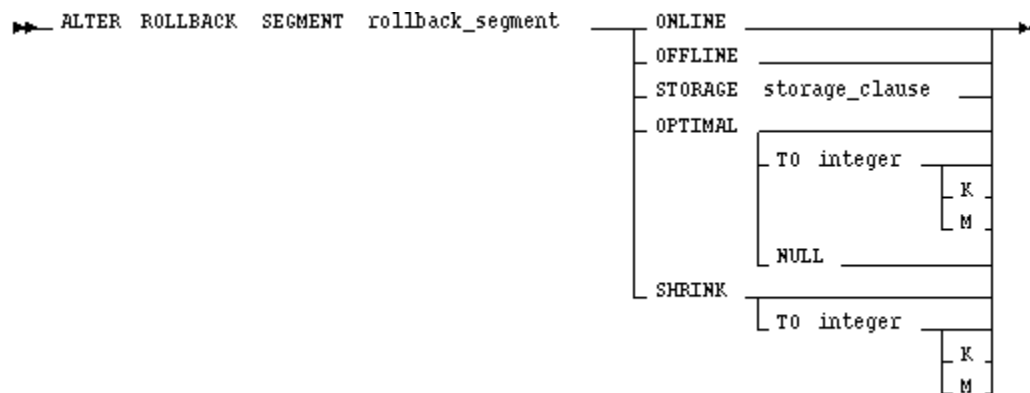 ALTER ROLLBACK SEGMENT rollback_segment ONLINE
OFFLINE
STORAGE storage_clause
OPTIMAL
TO integer
K
M
NULL
SHRINK
TO integer
K
M